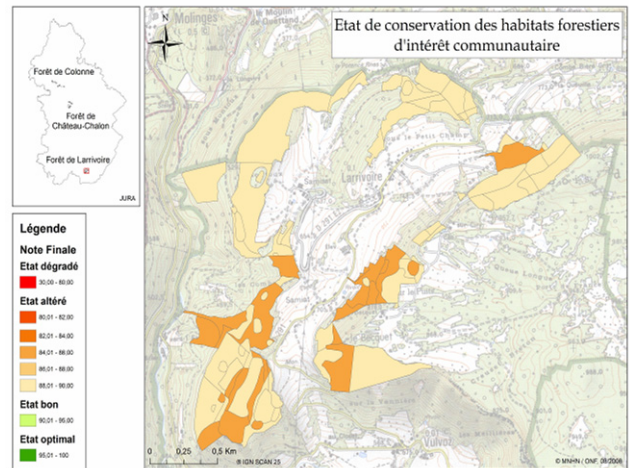 Etat de conservation des habitats forestiers
d'intérêt communautaire
Forêt de Colonne
Forêt de
Château-Chalon
Forêt de Larrivoire
JURA
Légende
Note Finale
Etat dégradé
30,00 - 80,00
Etat altéré
80,01 - 82,00
82,01 - 84,00
84,01 - 86,00
86,01 - 88,00
88,01 - 90,00
Etat bon
90,01 - 95,00
Etat optimal
95,01 - 100
N
Molinges
Larrivoire
Vulvoz
0 0,25 0,5 Km
® IGN SCAN 25
© MNHN / ONF, 08/2008